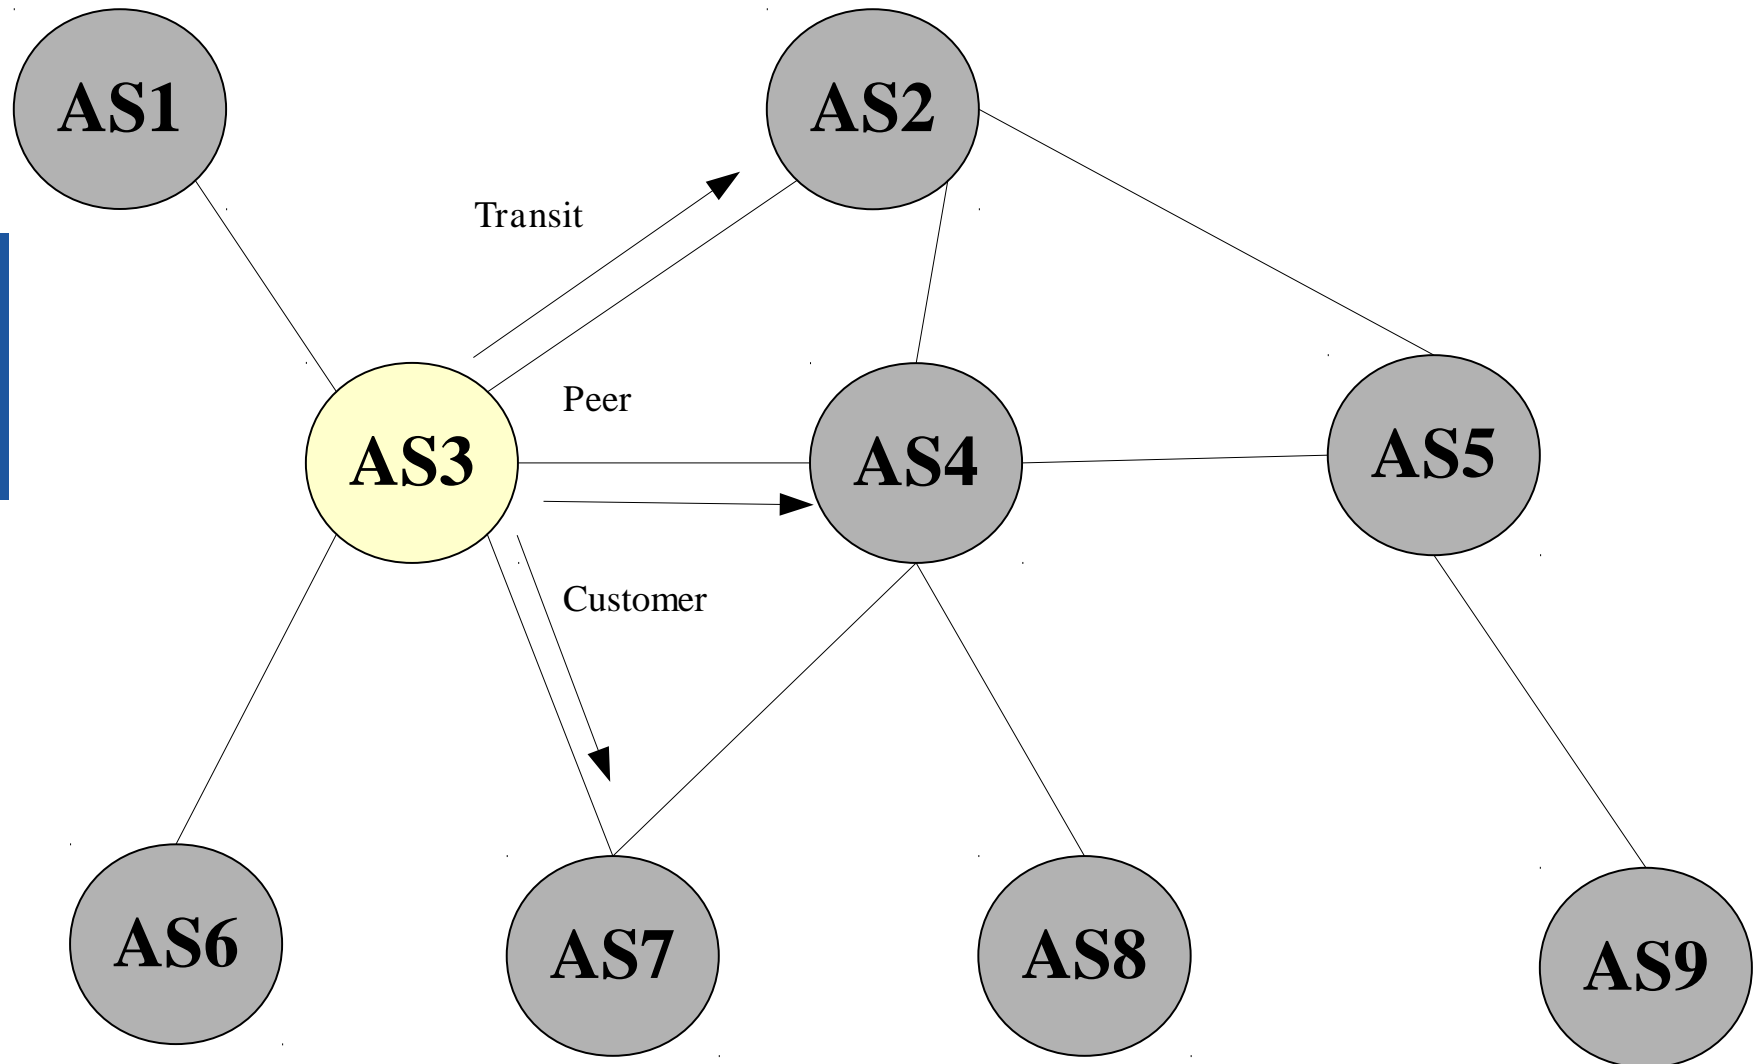 AS1
AS2
Transit
Peer
AS3
AS4
AS5
Customer
AS6
AS7
AS8
AS9